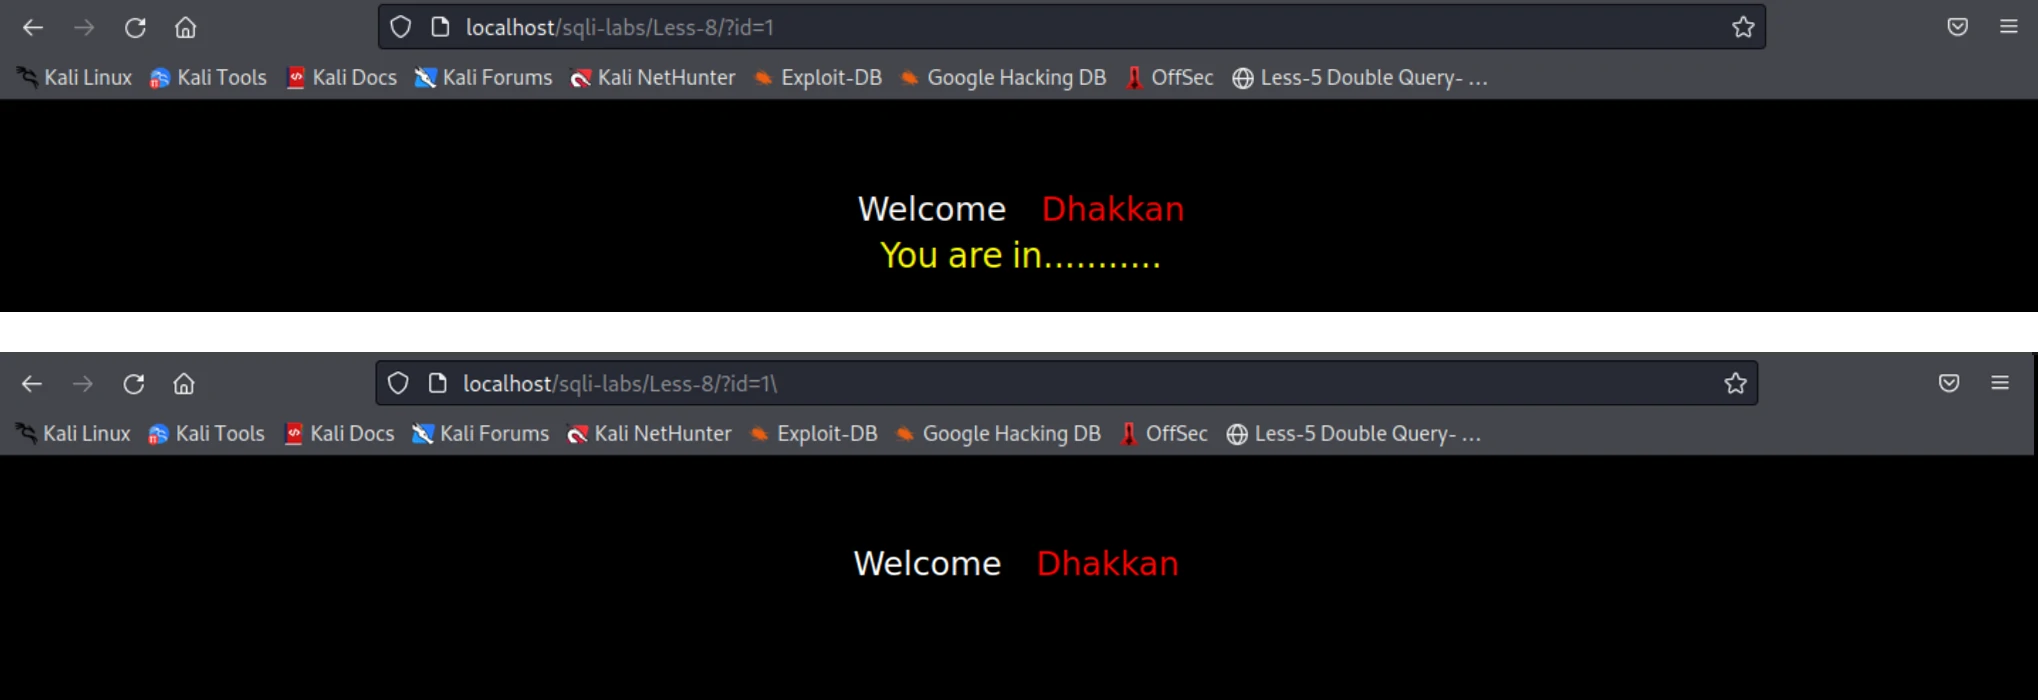 localhost/sqli-labs/Less-8/?id=1
Kali Linux Kali Tools Kali Docs Kali Forums Kali NetHunter Exploit-DB Google Hacking DB OffSec Less-5 Double Query- ...
Welcome Dhakkan
You are in...........
localhost/sqli-labs/Less-8/?id=1\
Kali Linux Kali Tools Kali Docs Kali Forums Kali NetHunter Exploit-DB Google Hacking DB OffSec Less-5 Double Query- ...
Welcome Dhakkan